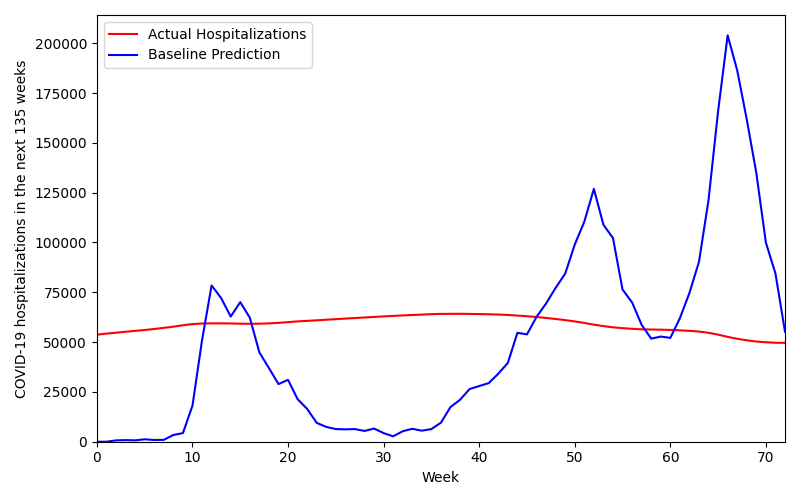 Actual Hospitalizations
Baseline Prediction
COVID-19 hospitalizations in the next 135 weeks
200000
175000
150000
125000
100000
75000
50000
25000
0
0 10 20 30 40 50 60 70
Week